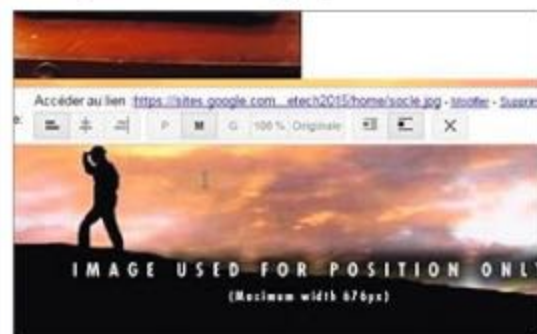 Accéder au lien : https://sites.google.com...etech2015/home/socle.jpg - Modifier - Supprim
e:
P M G 100 % Originale
IMAGE USED FOR POSITION ONLY
(Maximum width 676px)